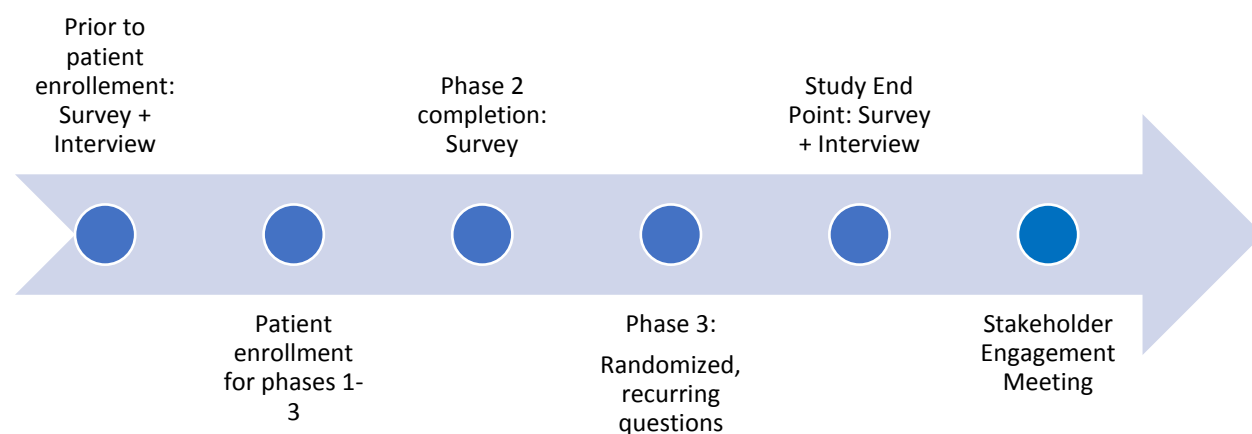 Prior to
patient
enrollement:
Survey +
Interview
Patient
enrollment
for phases 1-
3
Phase 2
completion:
Survey
Phase 3:
Randomized,
recurring
questions
Study End
Point: Survey
+ Interview
Stakeholder
Engagement
Meeting